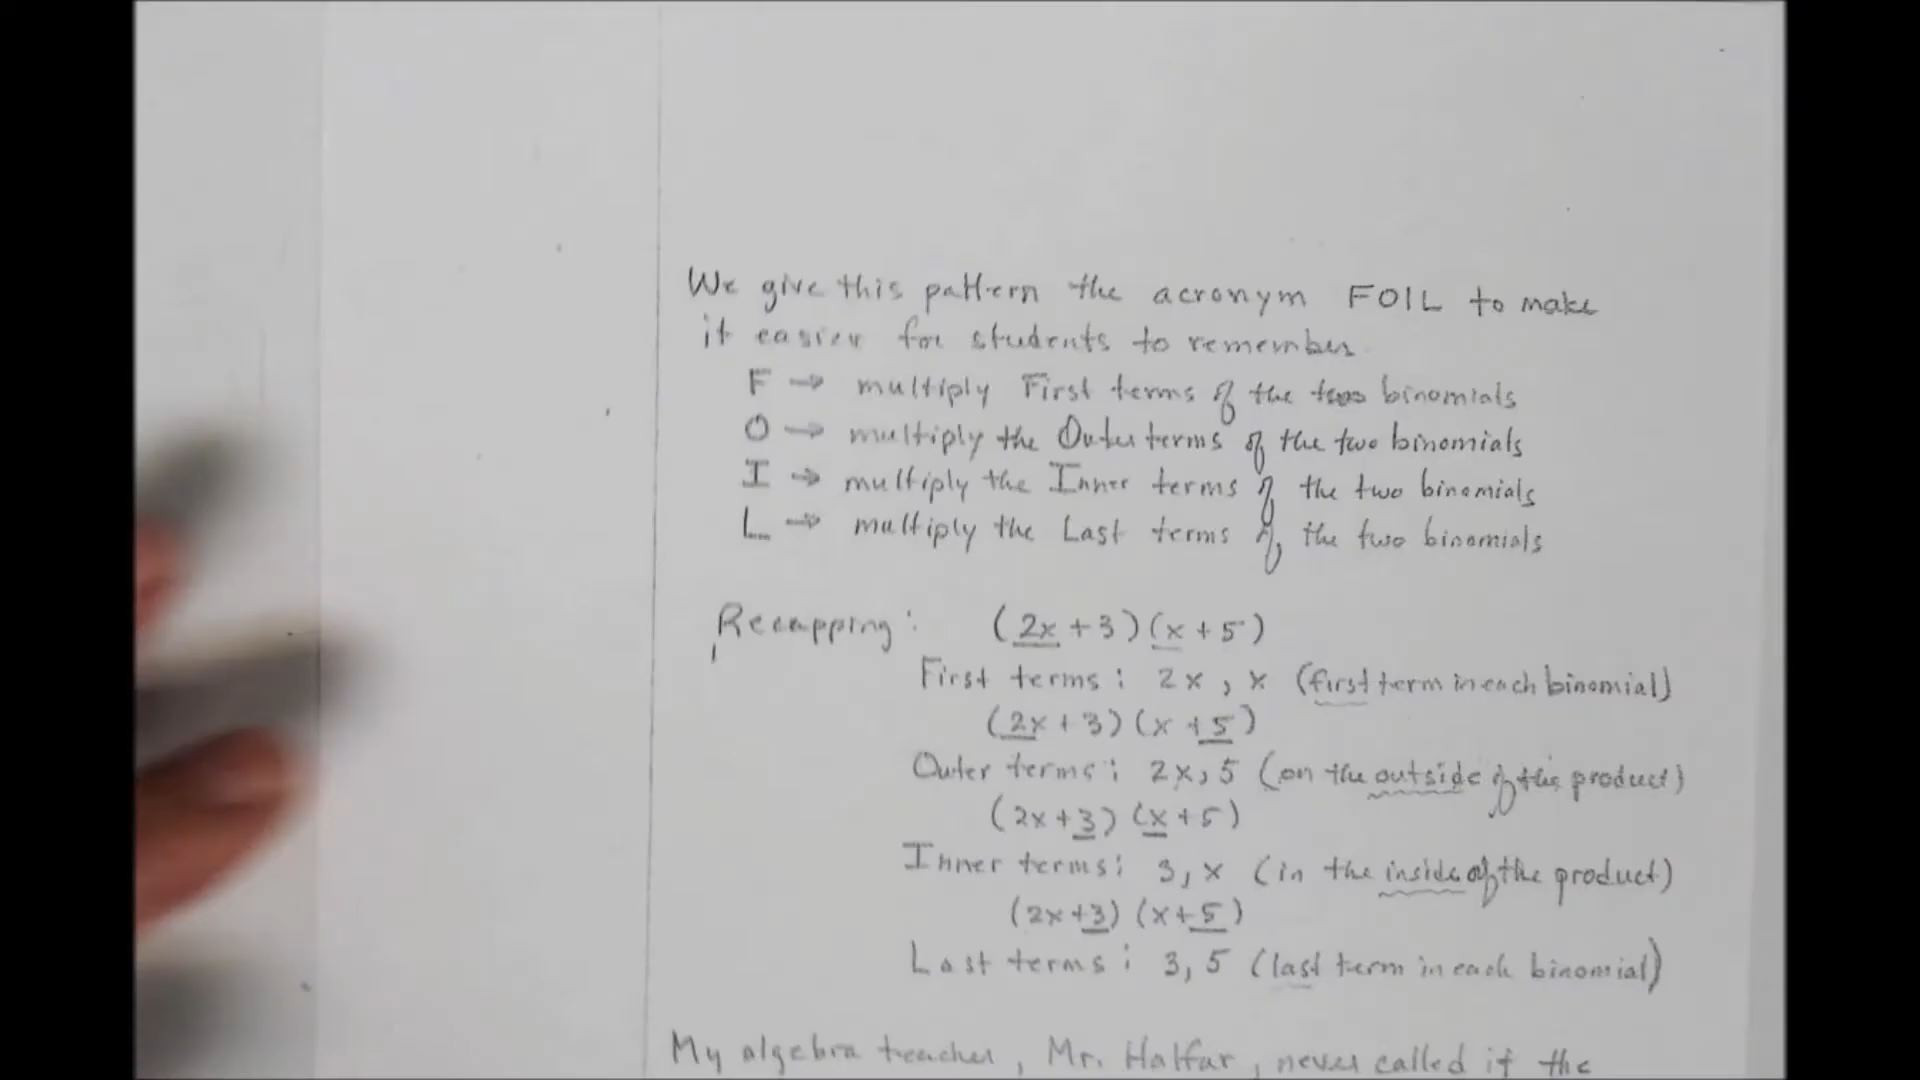 We give this pattern the acronym FOIL to make
it easier for students to remember
F → multiply First terms of the two binomials
O → multiply the Outer terms of the two binomials
I → multiply the Inner terms of the two binomials
L → multiply the Last terms of the two binomials
Recapping: (2x+3)(x+5)
First terms: 2x, x (first term in each binomial)
(2x+3)(x+5)
Outer terms: 2x, 5 (on the outside of this product)
(2x+3)(x+5)
Inner terms: 3, x (in the inside of the product)
(2x+3)(x+5)
Last terms: 3, 5 (last term in each binomial)
My algebra teacher, Mr. Halfar, never called it the